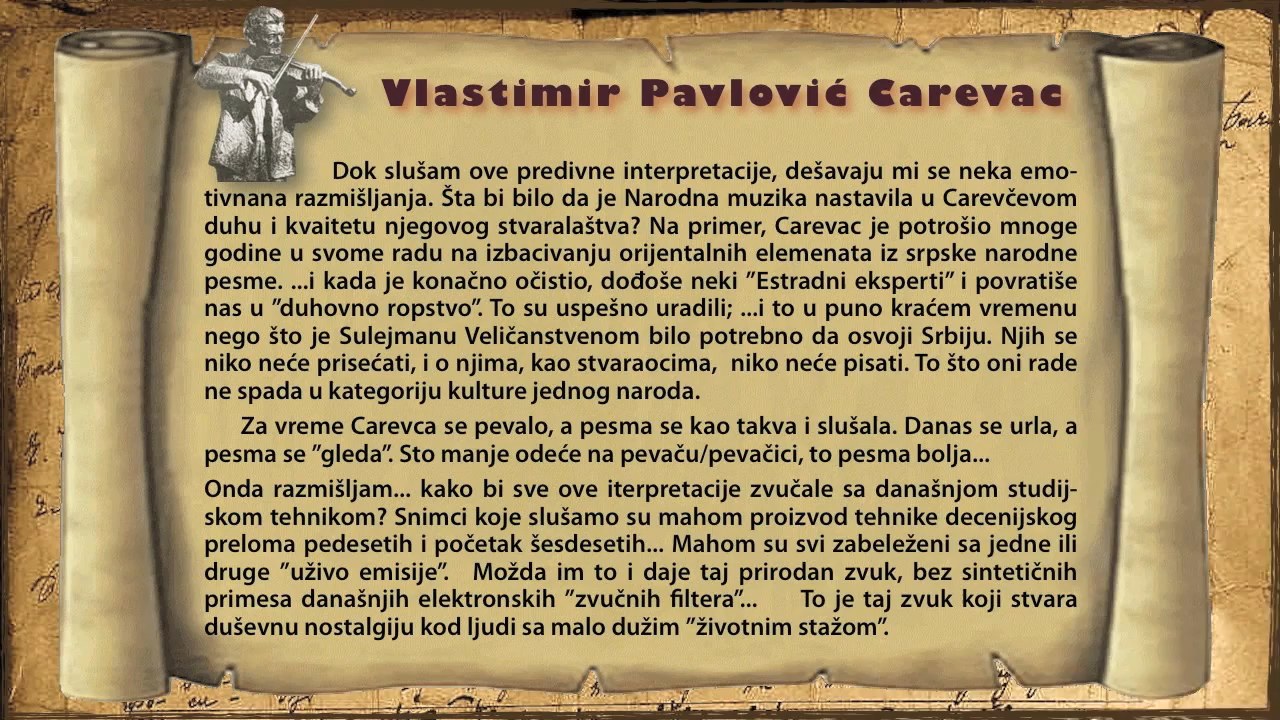 Vlastimir Pavlović Carevac
Dok slušam ove predivne interpretacije, dešavaju mi se neka emo-
tivnana razmišljanja. Šta bi bilo da je Narodna muzika nastavila u Carevčevom
duhu i kvaitetu njegovog stvaralaštva? Na primer, Carevac je potrošio mnoge
godine u svome radu na izbacivanju orijentalnih elemenata iz srpske narodne
pesme. ...i kada je konačno očistio, dođoše neki ”Estradni eksperti” i povratiše
nas u ”duhovno ropstvo”. To su uspešno uradili; ...i to u puno kraćem vremenu
nego što je Sulejmanu Veličanstvenom bilo potrebno da osvoji Srbiju. Njih se
niko neće prisećati, i o njima, kao stvaraocima, niko neće pisati. To što oni rade
ne spada u kategoriju kulture jednog naroda.
Za vreme Carevca se pevalo, a pesma se kao takva i slušala. Danas se urla, a
pesma se ”gleda”. Sto manje odeće na pevaču/pevačici, to pesma bolja...
Onda razmišljam... kako bi sve ove iterpretacije zvučale sa današnjom studij-
skom tehnikom? Snimci koje slušamo su mahom proizvod tehnike decenijskog
preloma pedesetih i početak šesdesetih... Mahom su svi zabeleženi sa jedne ili
druge ”uživo emisije”. Možda im to i daje taj prirodan zvuk, bez sintetičnih
primesa današnjih elektronskih ”zvučnih filtera”... To je taj zvuk koji stvara
duševnu nostalgiju kod ljudi sa malo dužim ”životnim stažom”.